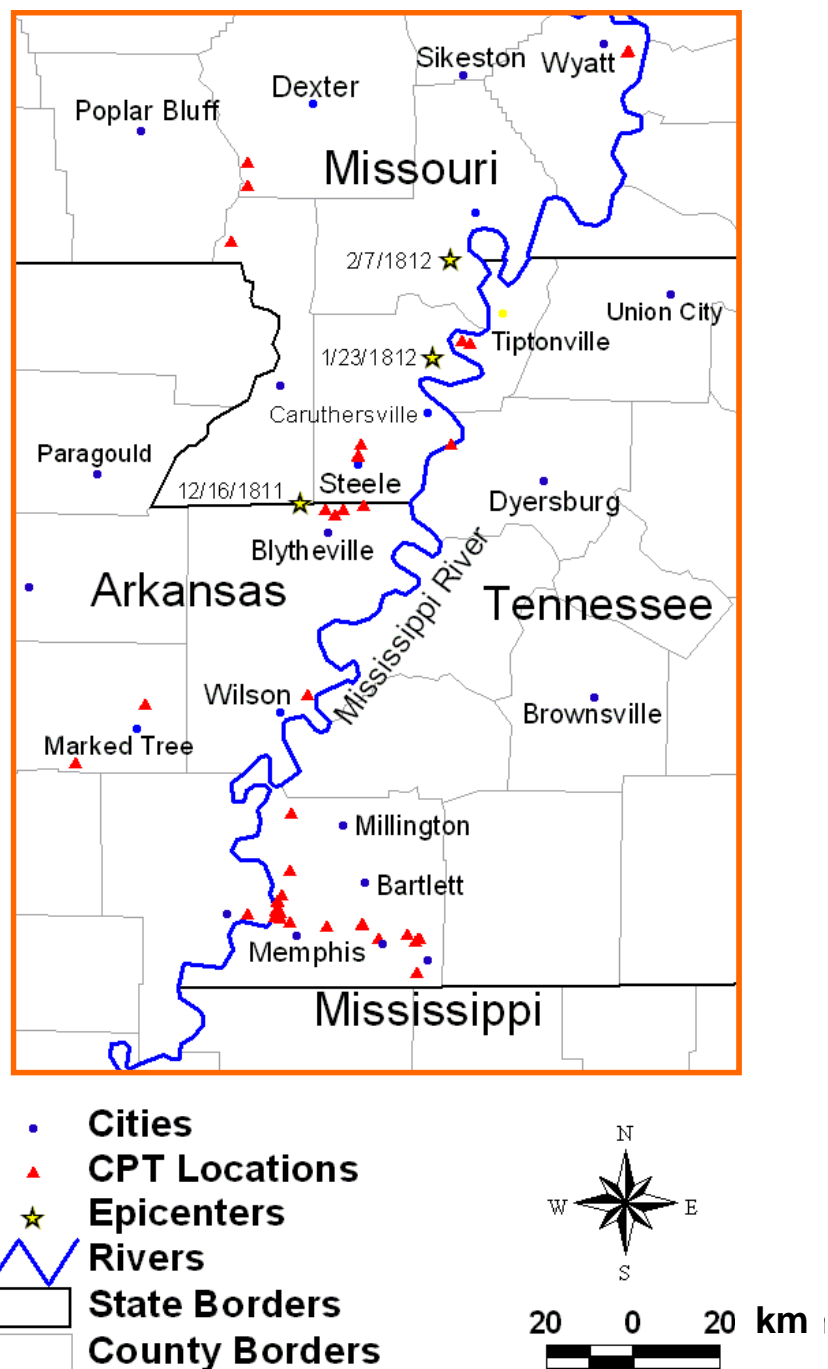 Sikeston
Wyatt
Dexter
Poplar Bluff
Missouri
2/7/1812
Union City
Tiptonville
1/23/1812
Caruthersville
Paragould
Steele
12/16/1811
Dyersburg
Blytheville
Arkansas
Tennessee
Mississippi River
Wilson
Brownsville
Marked Tree
Millington
Bartlett
Memphis
Mississippi
Cities
CPT Locations
Epicenters
Rivers
State Borders
County Borders
N
W E
S
20 0 20 km